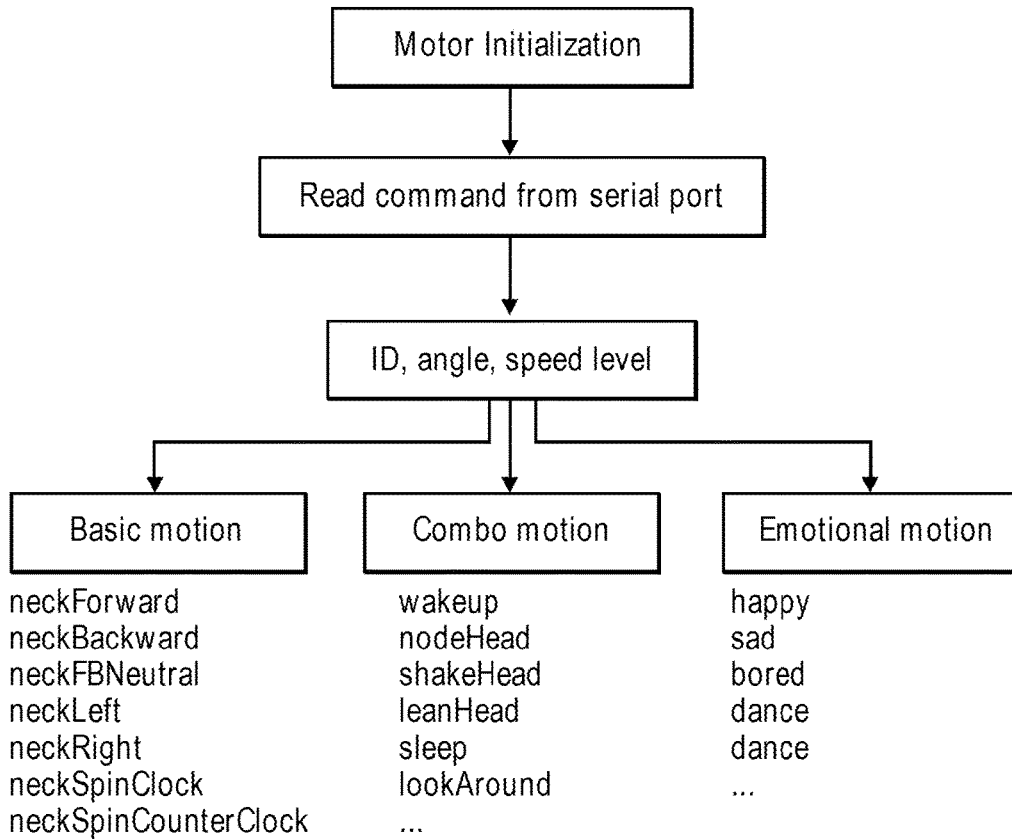 Motor Initialization
Read command from serial port
ID, angle, speed level
Basic motion
neckForward
neckBackward
neckFBNeutral
neckLeft
neckRight
neckSpinClock
neckSpinCounterClock
Combo motion
wakeup
nodeHead
shakeHead
leanHead
sleep
lookAround
...
Emotional motion
happy
sad
bored
dance
dance
...